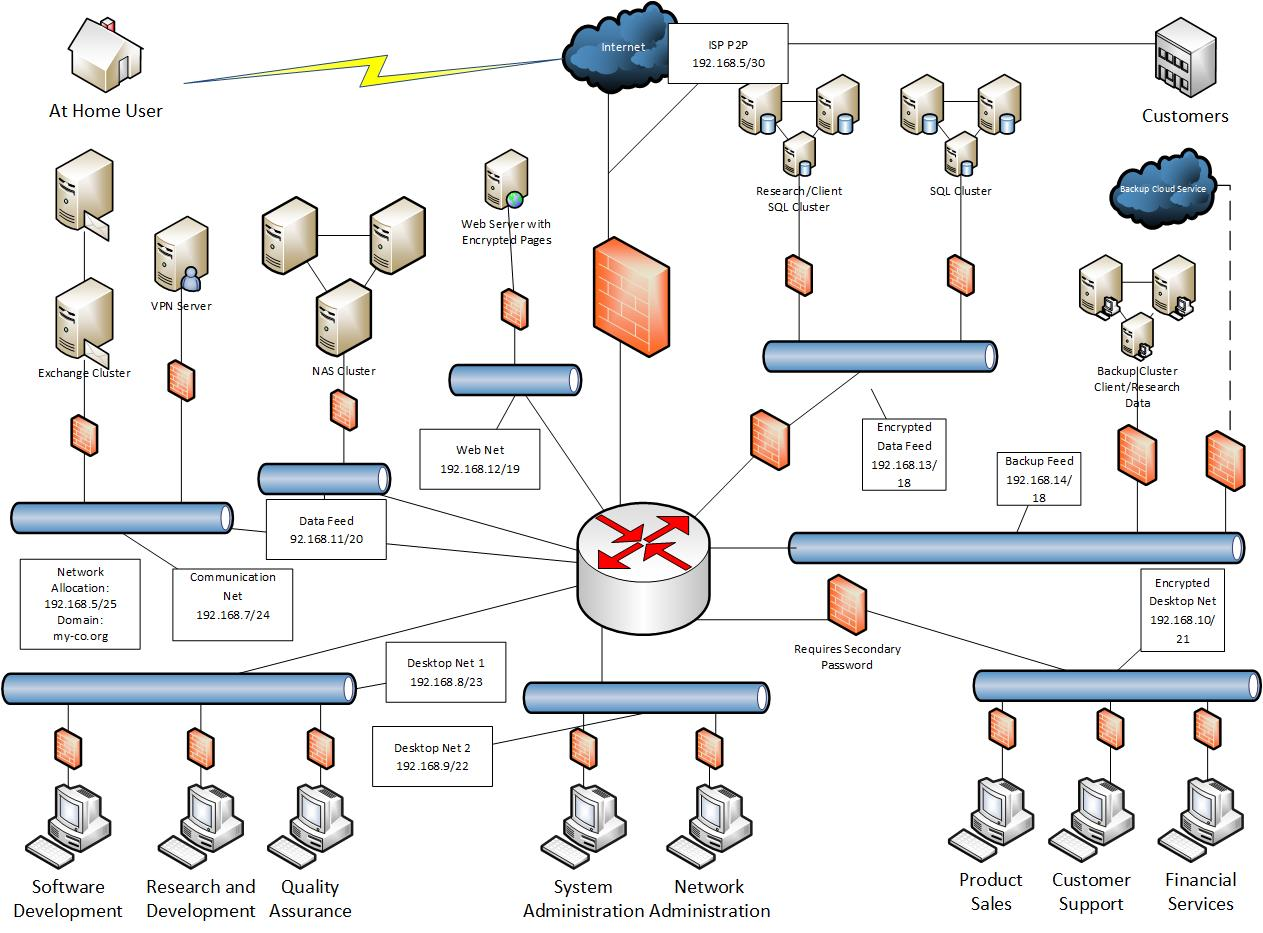 Internet
ISP P2P
192.168.5/30
At Home User
Customers
Backup Cloud Service
Research/Client
SQL Cluster
SQL Cluster
Web Server with
Encrypted Pages
VPN Server
Exchange Cluster
NAS Cluster
Backup Cluster
Client/Research
Data
Web Net
192.168.12/19
Encrypted
Data Feed
192.168.13/
18
Backup Feed
192.168.14/
18
Data Feed
92.168.11/20
Network
Allocation:
192.168.5/25
Domain:
my-co.org
Communication
Net
192.168.7/24
Encrypted
Desktop Net
192.168.10/
21
Requires Secondary
Password
Desktop Net 1
192.168.8/23
Desktop Net 2
192.168.9/22
Software
Development
Research and
Development
Quality
Assurance
System
Administration
Network
Administration
Product
Sales
Customer
Support
Financial
Services